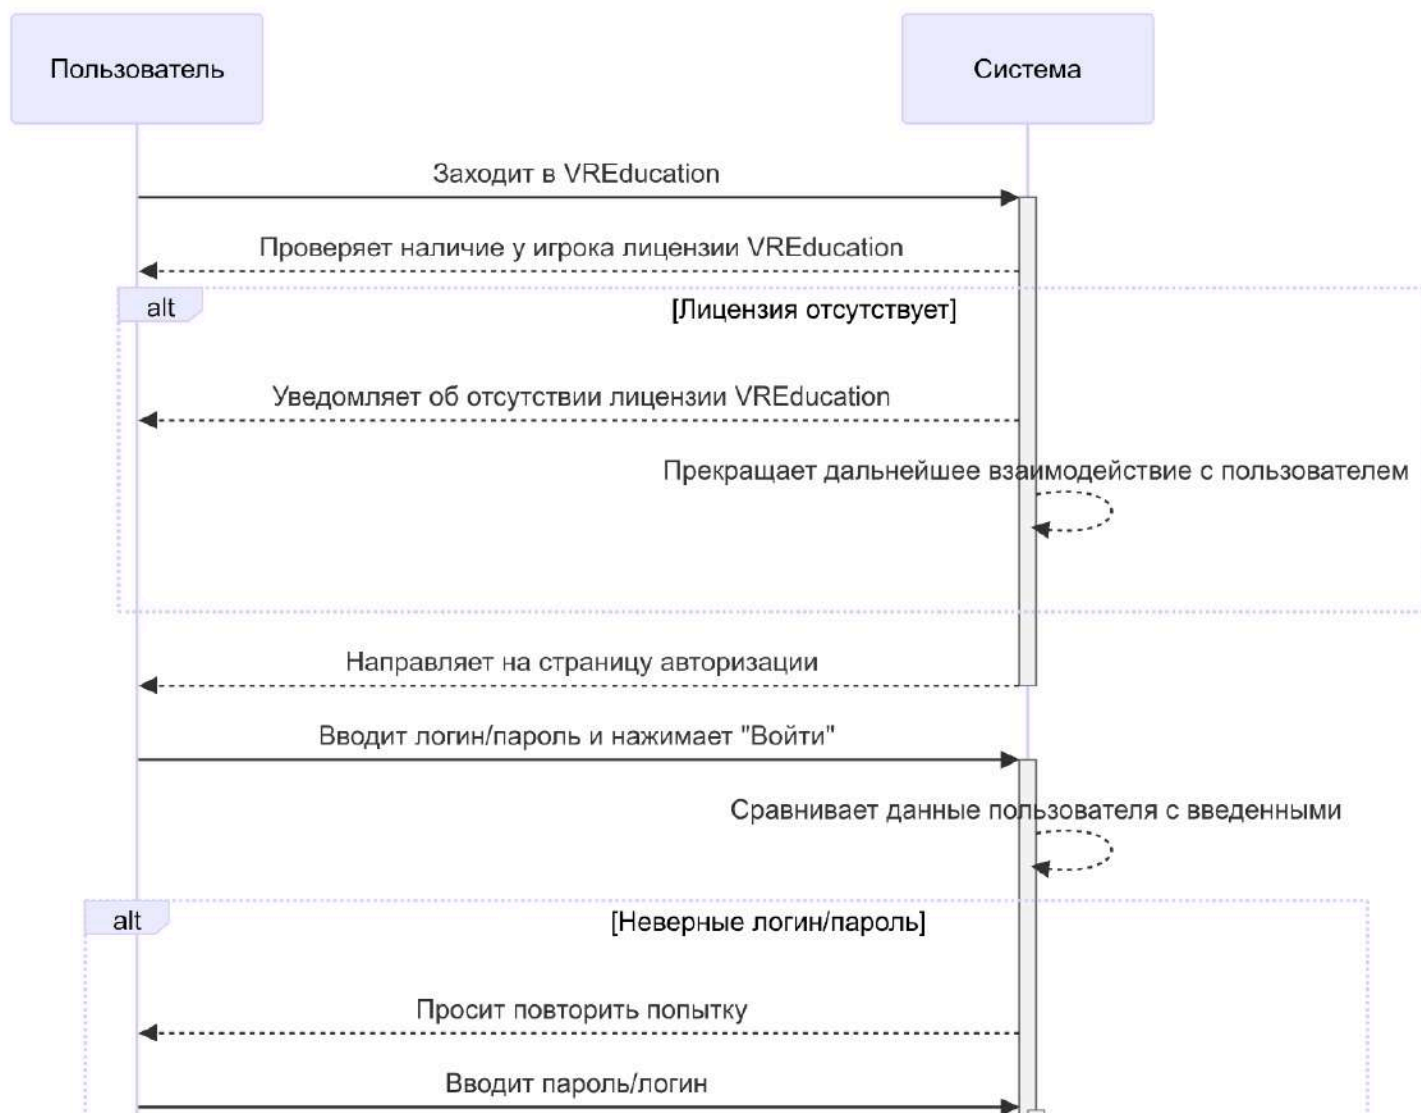 Пользователь
Система
Заходит в VREducation
Проверяет наличие у игрока лицензии VREducation
alt
[Лицензия отсутствует]
Уведомляет об отсутствии лицензии VREducation
Прекращает дальнейшее взаимодействие с пользователем
Направляет на страницу авторизации
Вводит логин/пароль и нажимает "Войти"
Сравнивает данные пользователя с введенными
alt
[Неверные логин/пароль]
Просит повторить попытку
Вводит пароль/логин